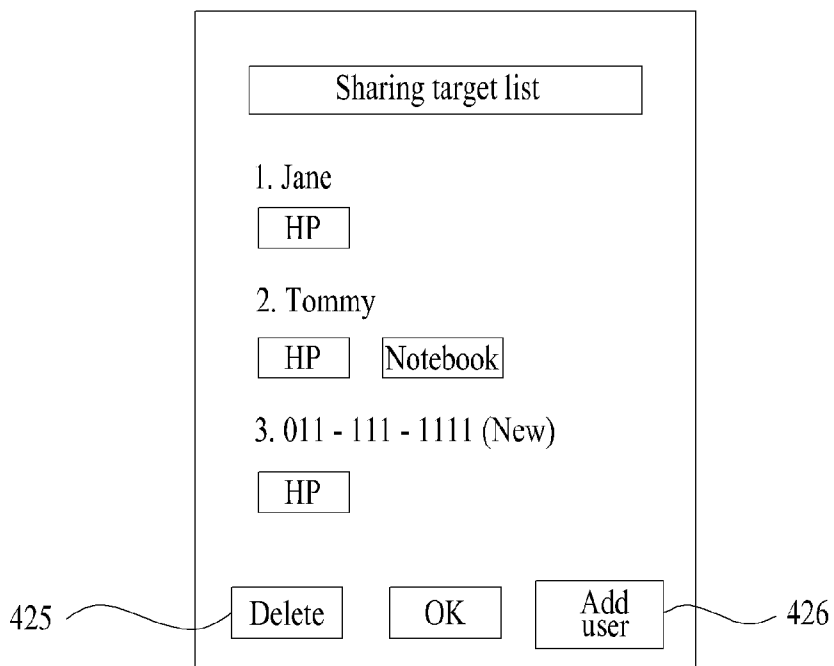 Sharing target list
1. Jane
HP
2. Tommy
HP Notebook
3. 011 - 111 - 1111 (New)
HP
425 Delete OK Add user 426